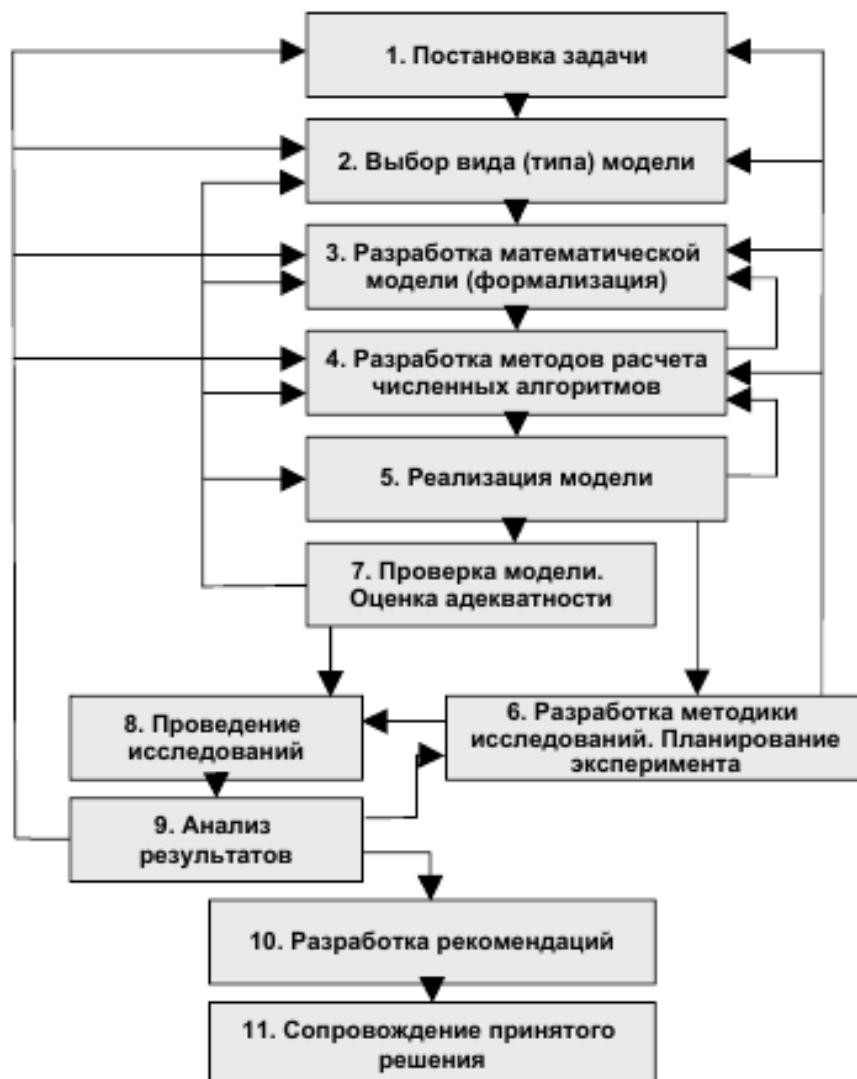 1. Постановка задачи
2. Выбор вида (типа) модели
3. Разработка математической
модели (формализация)
4. Разработка методов расчета
численных алгоритмов
5. Реализация модели
7. Проверка модели.
Оценка адекватности
8. Проведение
исследований
6. Разработка методики
исследований. Планирование
эксперимента
9. Анализ
результатов
10. Разработка рекомендаций
11. Сопровождение принятого
решения